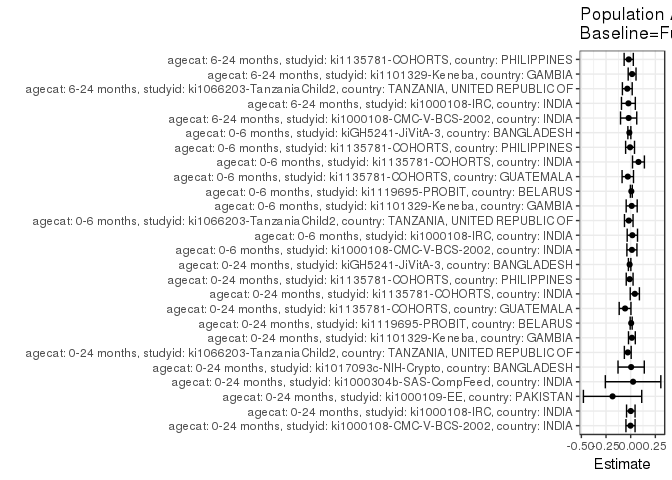 Population
Baseline=
agecat: 6-24 months, studyid: ki1135781-COHORTS, country: PHILIPPINES
agecat: 6-24 months, studyid: ki1101329-Keneba, country: GAMBIA
agecat: 6-24 months, studyid: ki1066203-TanzaniaChild2, country: TANZANIA, UNITED REPUBLIC OF
agecat: 6-24 months, studyid: ki1000108-IRC, country: INDIA
agecat: 6-24 months, studyid: ki1000108-CMC-V-BCS-2002, country: INDIA
agecat: 0-6 months, studyid: kiGH5241-JiVitA-3, country: BANGLADESH
agecat: 0-6 months, studyid: ki1135781-COHORTS, country: PHILIPPINES
agecat: 0-6 months, studyid: ki1135781-COHORTS, country: INDIA
agecat: 0-6 months, studyid: ki1135781-COHORTS, country: GUATEMALA
agecat: 0-6 months, studyid: ki1119695-PROBIT, country: BELARUS
agecat: 0-6 months, studyid: ki1101329-Keneba, country: GAMBIA
agecat: 0-6 months, studyid: ki1066203-TanzaniaChild2, country: TANZANIA, UNITED REPUBLIC OF
agecat: 0-6 months, studyid: ki1000108-IRC, country: INDIA
agecat: 0-6 months, studyid: ki1000108-CMC-V-BCS-2002, country: INDIA
agecat: 0-24 months, studyid: kiGH5241-JiVitA-3, country: BANGLADESH
agecat: 0-24 months, studyid: ki1135781-COHORTS, country: PHILIPPINES
agecat: 0-24 months, studyid: ki1135781-COHORTS, country: INDIA
agecat: 0-24 months, studyid: ki1135781-COHORTS, country: GUATEMALA
agecat: 0-24 months, studyid: ki1119695-PROBIT, country: BELARUS
agecat: 0-24 months, studyid: ki1101329-Keneba, country: GAMBIA
agecat: 0-24 months, studyid: ki1066203-TanzaniaChild2, country: TANZANIA, UNITED REPUBLIC OF
agecat: 0-24 months, studyid: ki1017093c-NIH-Crypto, country: BANGLADESH
agecat: 0-24 months, studyid: ki1000304b-SAS-CompFeed, country: INDIA
agecat: 0-24 months, studyid: ki1000109-EE, country: PAKISTAN
agecat: 0-24 months, studyid: ki1000108-IRC, country: INDIA
agecat: 0-24 months, studyid: ki1000108-CMC-V-BCS-2002, country: INDIA
-0.50 -0.25 0.00 0.25
Estimate